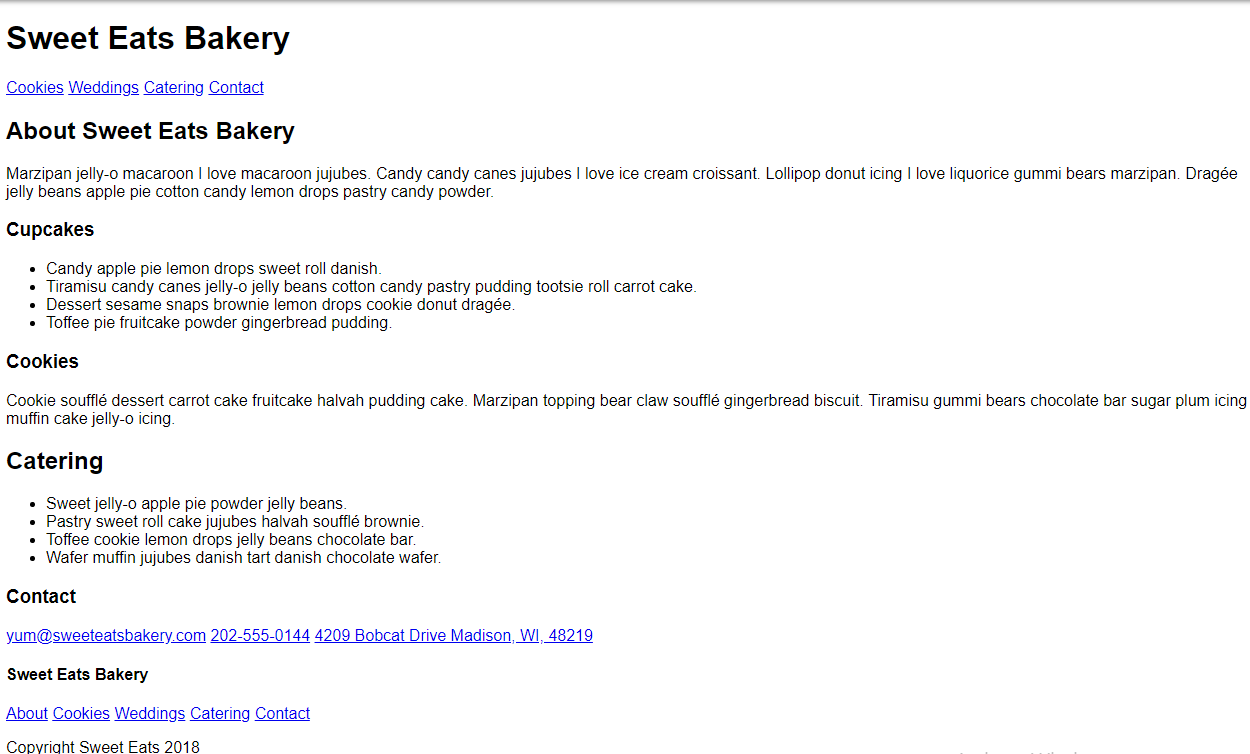 Sweet Eats Bakery
Cookies Weddings Catering Contact
About Sweet Eats Bakery
Marzipan jelly-o macaroon I love macaroon jujubes. Candy candy canes jujubes I love ice cream croissant. Lollipop donut icing I love liquorice gummi bears marzipan. Dragée
jelly beans apple pie cotton candy lemon drops pastry candy powder.
Cupcakes
Candy apple pie lemon drops sweet roll danish.
Tiramisu candy canes jelly-o jelly beans cotton candy pastry pudding tootsie roll carrot cake.
Dessert sesame snaps brownie lemon drops cookie donut dragée.
Toffee pie fruitcake powder gingerbread pudding.
Cookies
Cookie soufflé dessert carrot cake fruitcake halvah pudding cake. Marzipan topping bear claw soufflé gingerbread biscuit. Tiramisu gummi bears chocolate bar sugar plum icing
muffin cake jelly-o icing.
Catering
Sweet jelly-o apple pie powder jelly beans.
Pastry sweet roll cake jujubes halvah soufflé brownie.
Toffee cookie lemon drops jelly beans chocolate bar.
Wafer muffin jujubes danish tart danish chocolate wafer.
Contact
yum@sweeteatsbakery.com 202-555-0144 4209 Bobcat Drive Madison, WI, 48219
Sweet Eats Bakery
About Cookies Weddings Catering Contact
Copyright Sweet Eats 2018